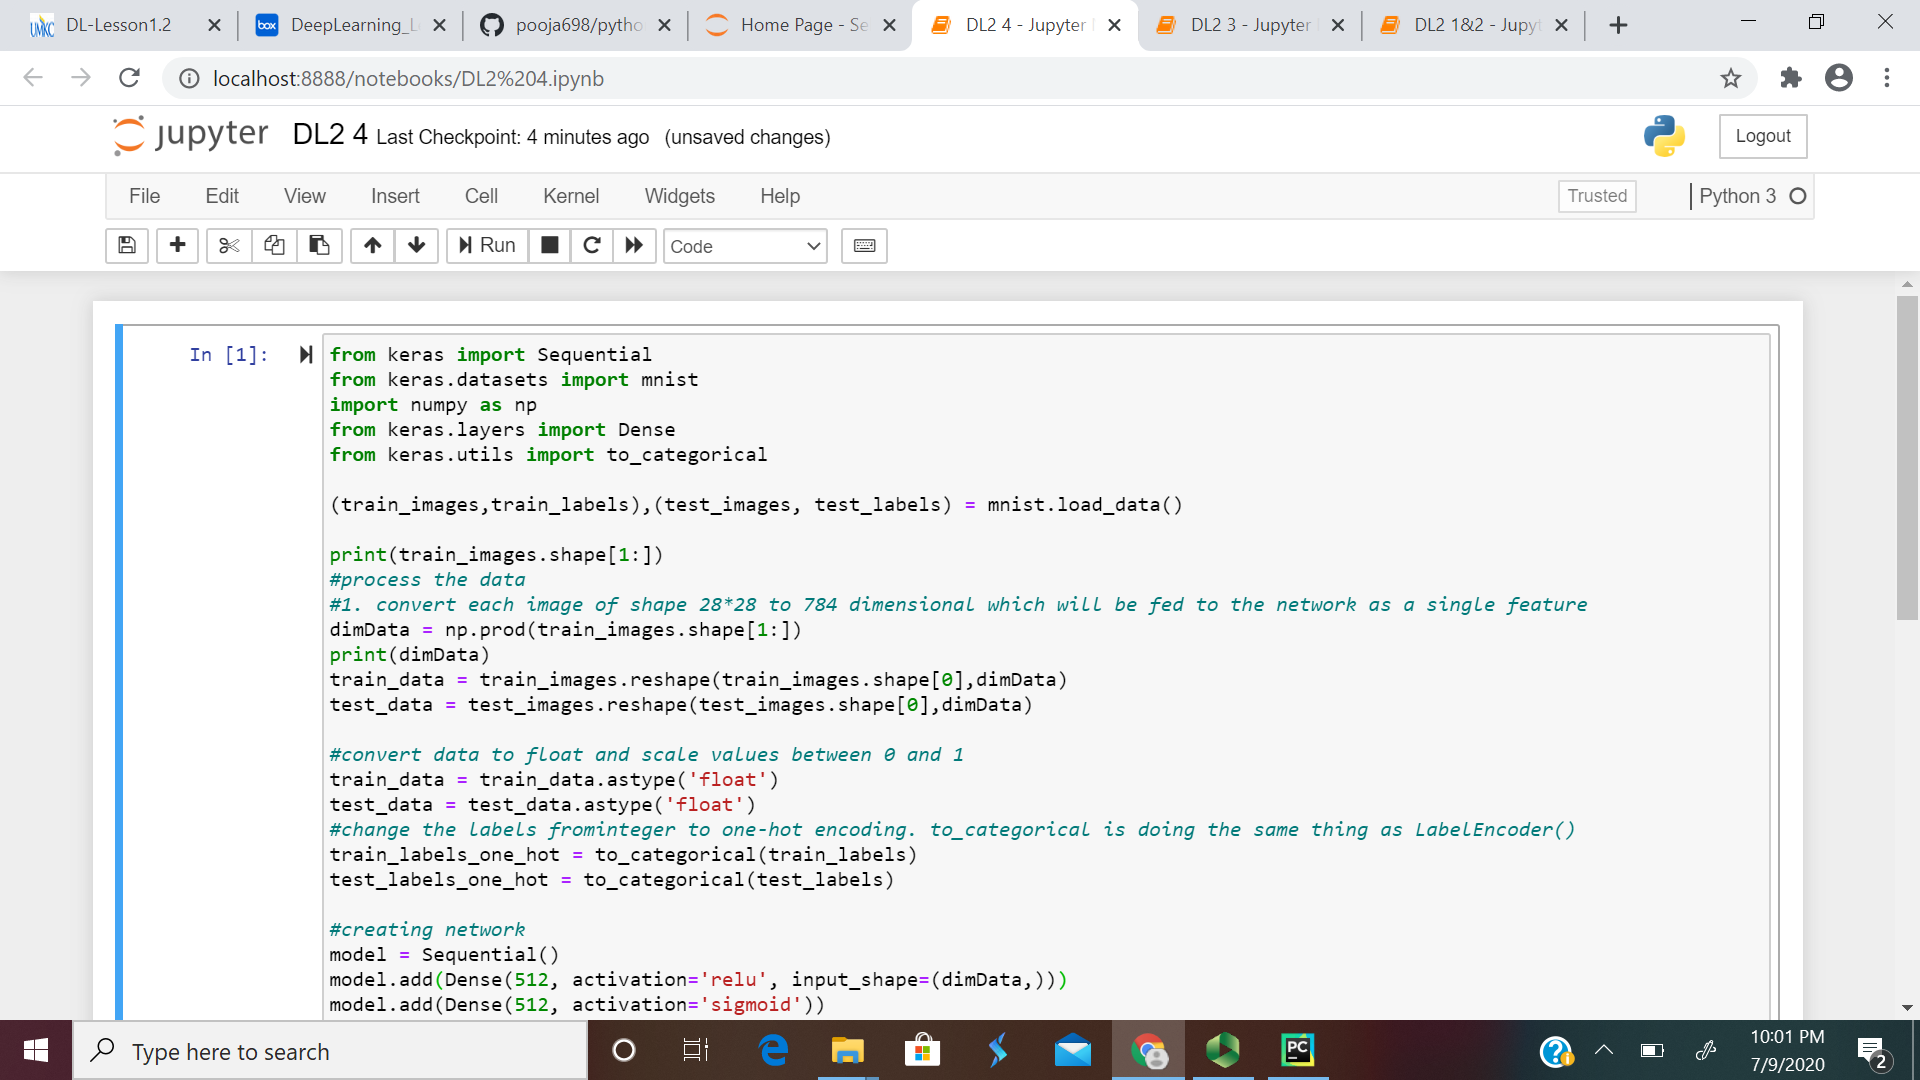 DL-Lesson1.2
box DeepLearning_L
pooja698/pytho
Home Page - Se
DL2 4 - Jupyter
DL2 3 - Jupyter
DL2 1&2 - Jupyt
localhost:8888/notebooks/DL2%204.ipynb
jupyter DL2 4 Last Checkpoint: 4 minutes ago (unsaved changes)
Logout
File Edit View Insert Cell Kernel Widgets Help
Trusted
Python 3
Run
Code
In [1]:
from keras import Sequential
from keras.datasets import mnist
import numpy as np
from keras.layers import Dense
from keras.utils import to_categorical
(train_images,train_labels),(test_images, test_labels) = mnist.load_data()
print(train_images.shape[1:])
#process the data
#1. convert each image of shape 28*28 to 784 dimensional which will be fed to the network as a single feature
dimData = np.prod(train_images.shape[1:])
print(dimData)
train_data = train_images.reshape(train_images.shape[0],dimData)
test_data = test_images.reshape(test_images.shape[0],dimData)
#convert data to float and scale values between 0 and 1
train_data = train_data.astype('float')
test_data = test_data.astype('float')
#change the labels frominteger to one-hot encoding. to_categorical is doing the same thing as LabelEncoder()
train_labels_one_hot = to_categorical(train_labels)
test_labels_one_hot = to_categorical(test_labels)
#creating network
model = Sequential()
model.add(Dense(512, activation='relu', input_shape=(dimData,)))
model.add(Dense(512, activation='sigmoid'))
Type here to search
PC
10:01 PM
7/9/2020
2